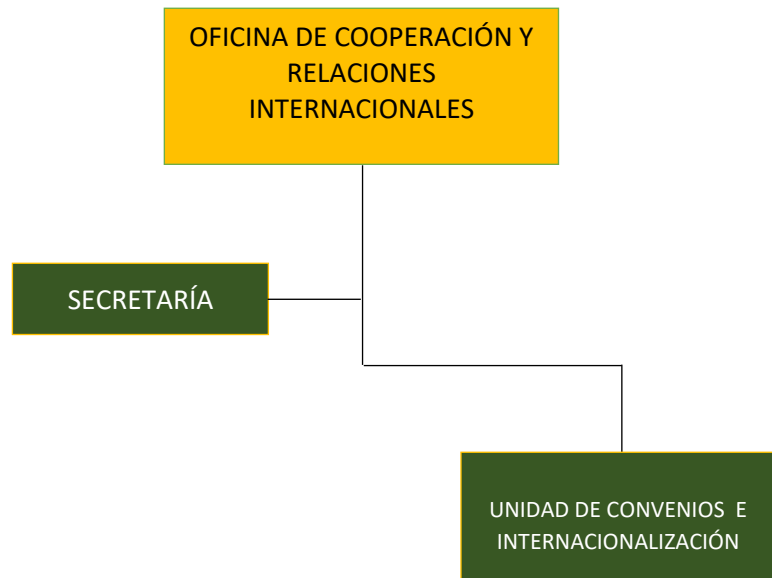 OFICINA DE COOPERACIÓN Y
RELACIONES
INTERNACIONALES
SECRETARÍA
UNIDAD DE CONVENIOS E
INTERNACIONALIZACIÓN